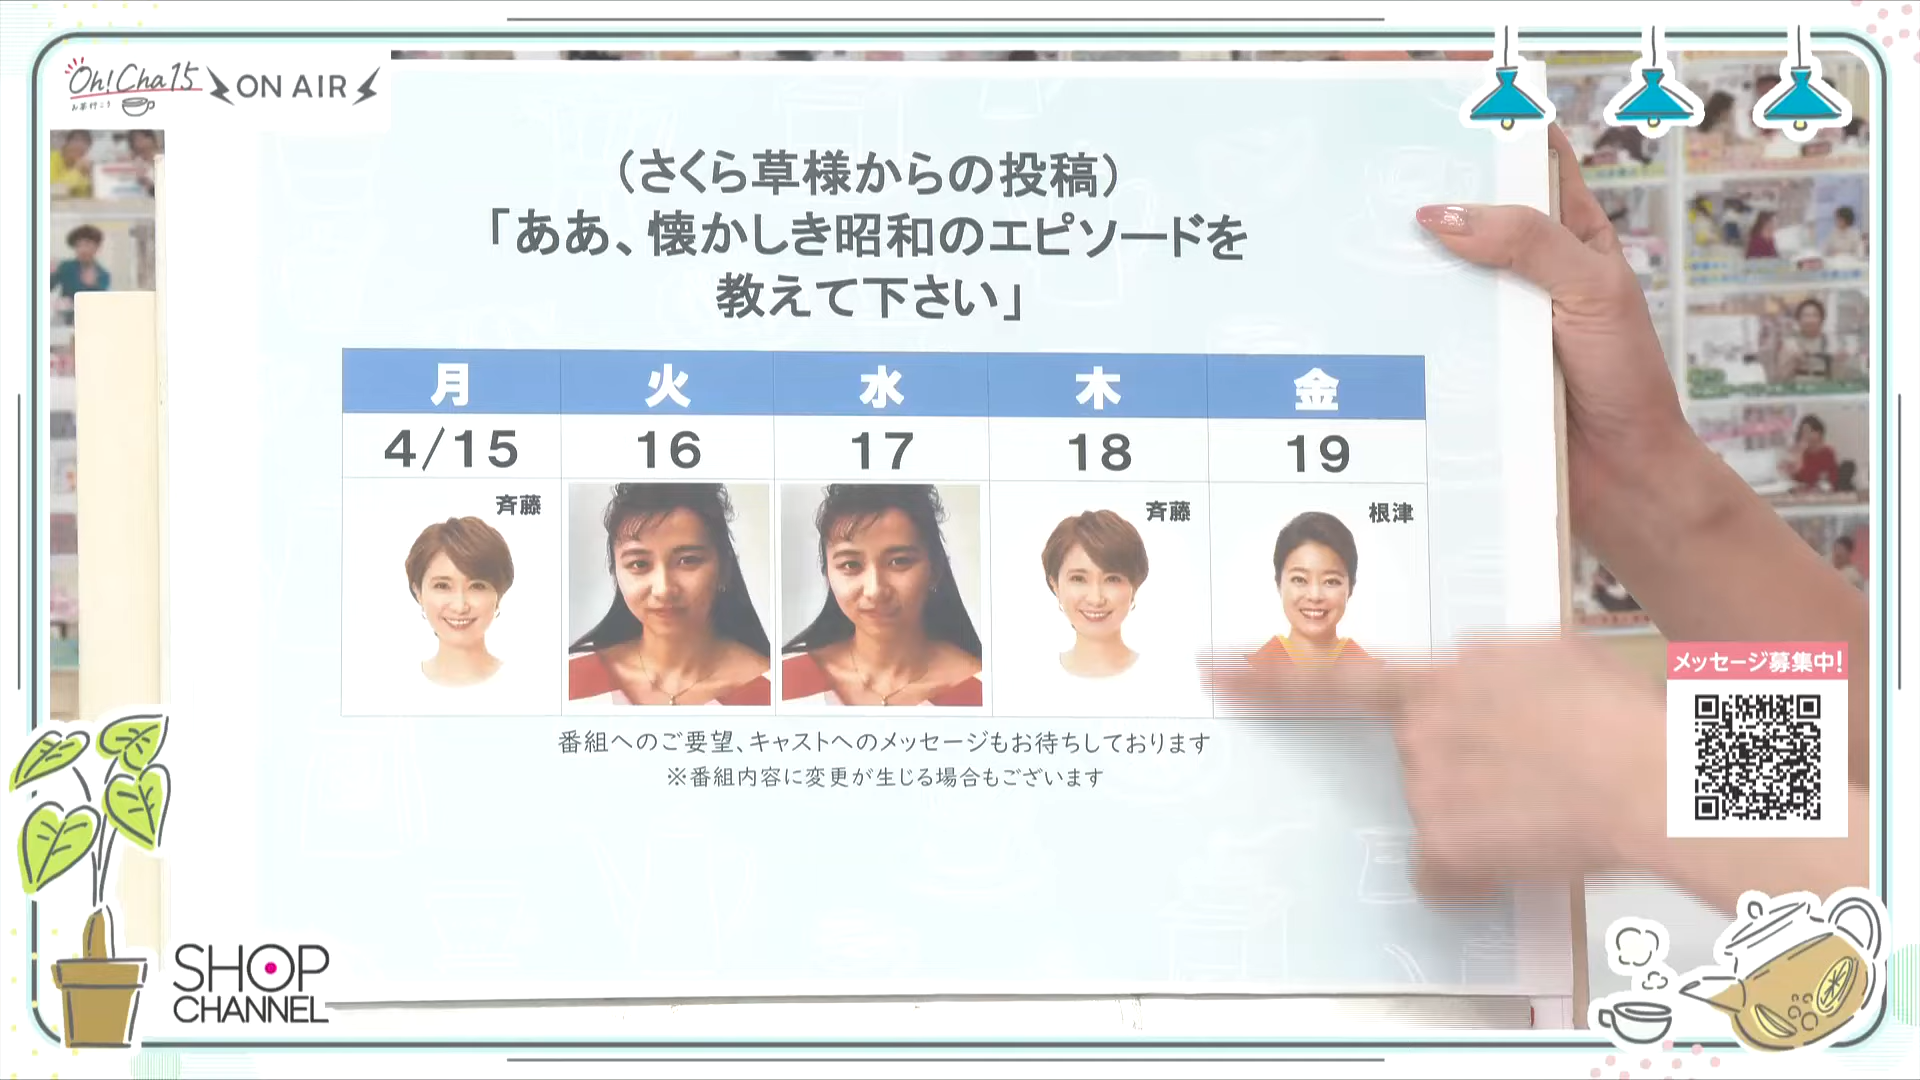 Oh!Cha15
お茶行こう
ON AIR
（さくら草様からの投稿）
「ああ、懐かしき昭和のエピソードを
教えて下さい」
月 火 水 木 金
4/15 16 17 18 19
斉藤 斉藤 根津
番組へのご要望、キャストへのメッセージもお待ちしております
※番組内容に変更が生じる場合もございます
メッセージ募集中!
SHOP
CHANNEL